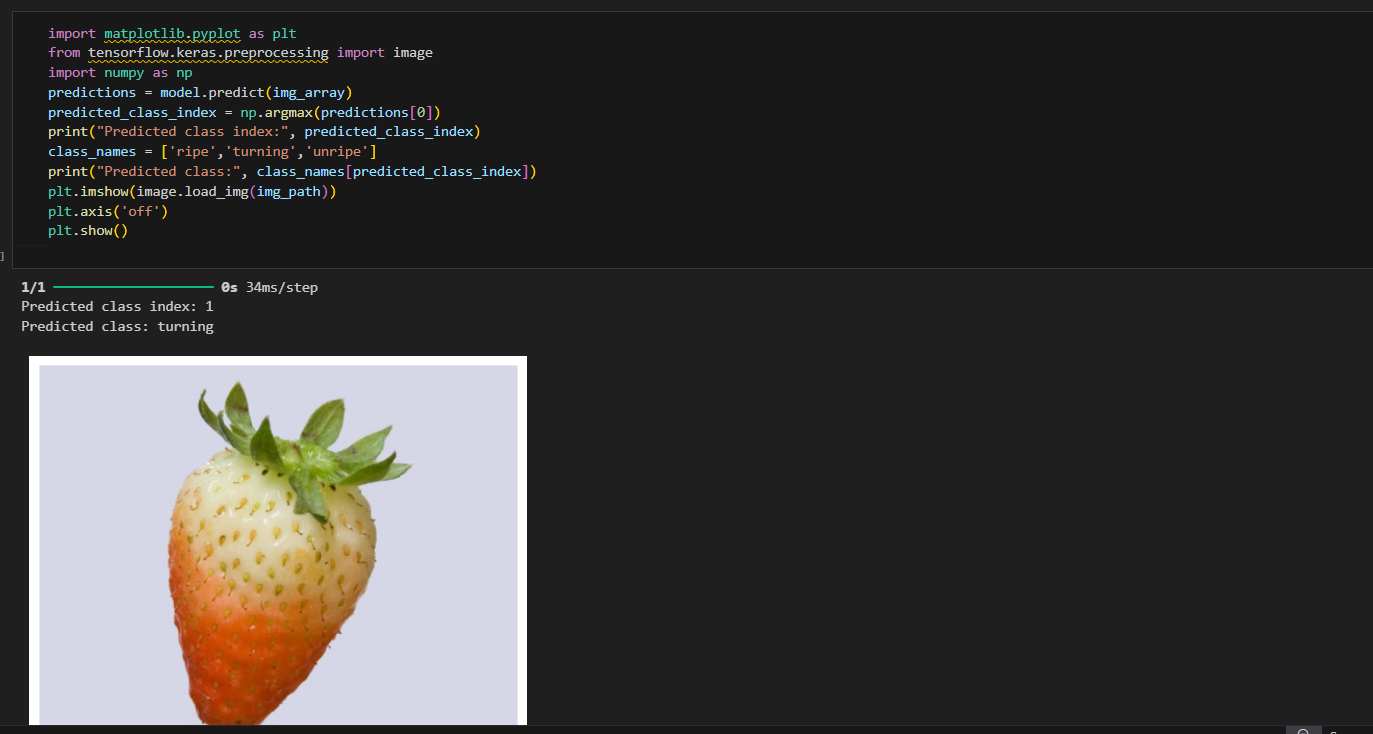 import matplotlib.pyplot as plt
from tensorflow.keras.preprocessing import image
import numpy as np
predictions = model.predict(img_array)
predicted_class_index = np.argmax(predictions[0])
print("Predicted class index:", predicted_class_index)
class_names = ['ripe','turning','unripe']
print("Predicted class:", class_names[predicted_class_index])
plt.imshow(image.load_img(img_path))
plt.axis('off')
plt.show()
]
1/1 0s 34ms/step
Predicted class index: 1
Predicted class: turning